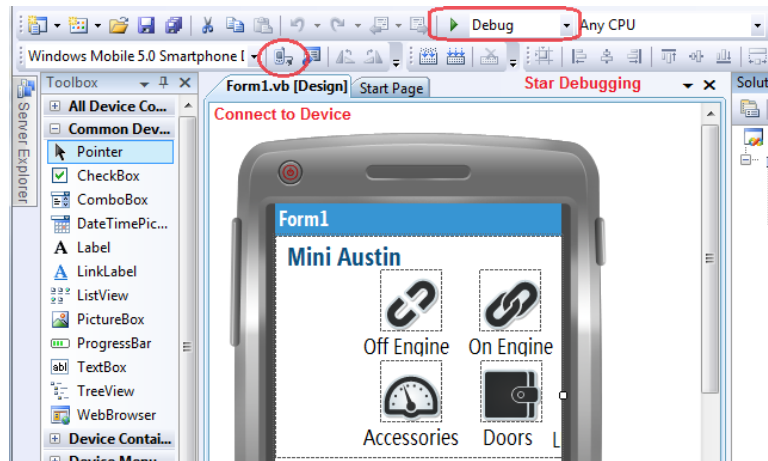 Debug
Any CPU
Windows Mobile 5.0 Smartphone
Toolbox
Form1.vb [Design]
Start Page
Star Debugging
Solut
Server Explorer
All Device Co...
Connect to Device
Common Dev...
Pointer
CheckBox
ComboBox
DateTimePic...
A Label
A LinkLabel
ListView
PictureBox
ProgressBar
abl TextBox
TreeView
WebBrowser
Device Contai...
Form1
Mini Austin
Off Engine
On Engine
Accessories
Doors
L